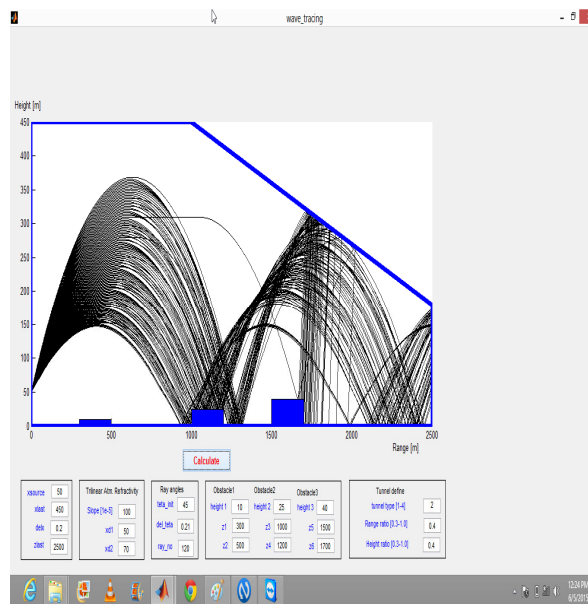 wave_tracing
Height [m]
450
400
350
300
250
200
150
100
50
0
0 500 1000 1500 2000 2500
Range [m]
Calculate
xsource 50
xlast 450
delx 0.2
zlast 2500
Trilinear Atm. Refractivity
Slope [1e-5] 100
xd1 50
xd2 70
Ray angles
teta_init 45
del_teta 0.21
ray_no 120
Obstacle1 Obstacle2 Obstacle3
height 1 10 height 2 25 height 3 40
z1 300 z3 1000 z5 1500
z2 500 z4 1200 z6 1700
Tunnel define
tunnel type [1-4] 2
Range ratio [0.3-1.0] 0.4
Height ratio [0.3-1.0] 0.4
12:24 PM